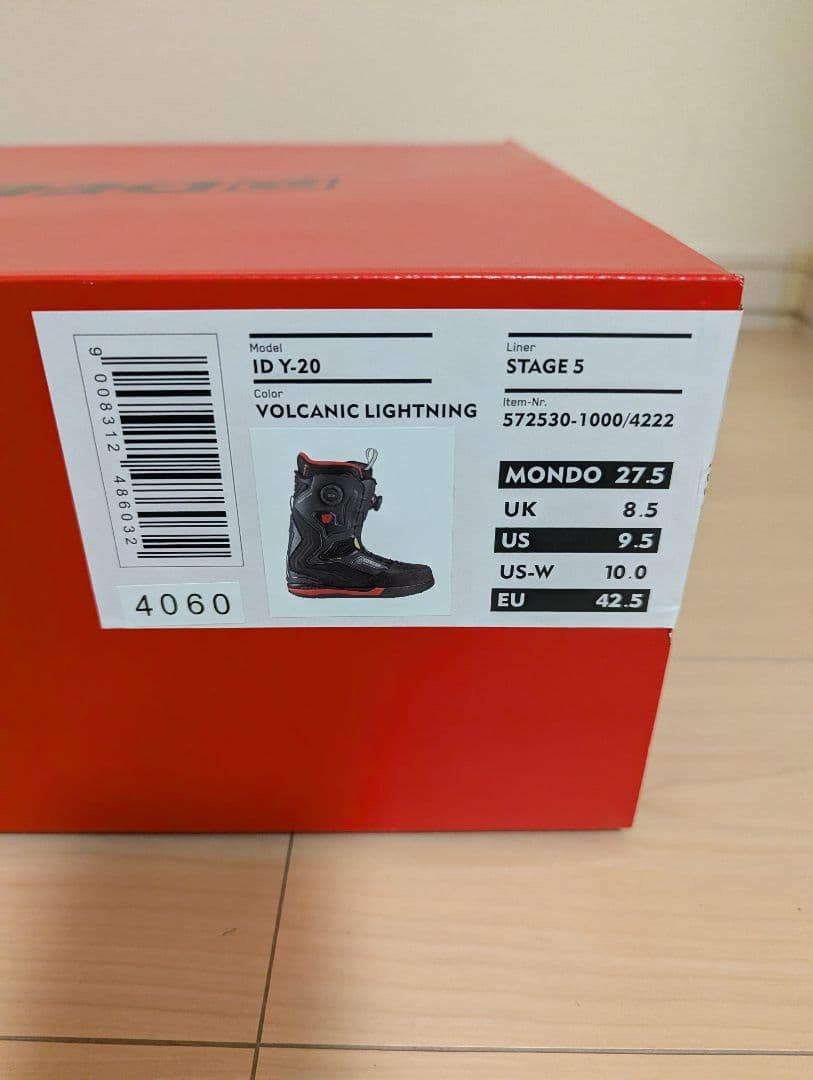 9 008312 486032
4060
Model
ID Y-20
Color
VOLCANIC LIGHTNING
Liner
STAGE 5
Item-Nr.
572530-1000/4222
MONDO 27.5
UK 8.5
US 9.5
US-W 10.0
EU 42.5